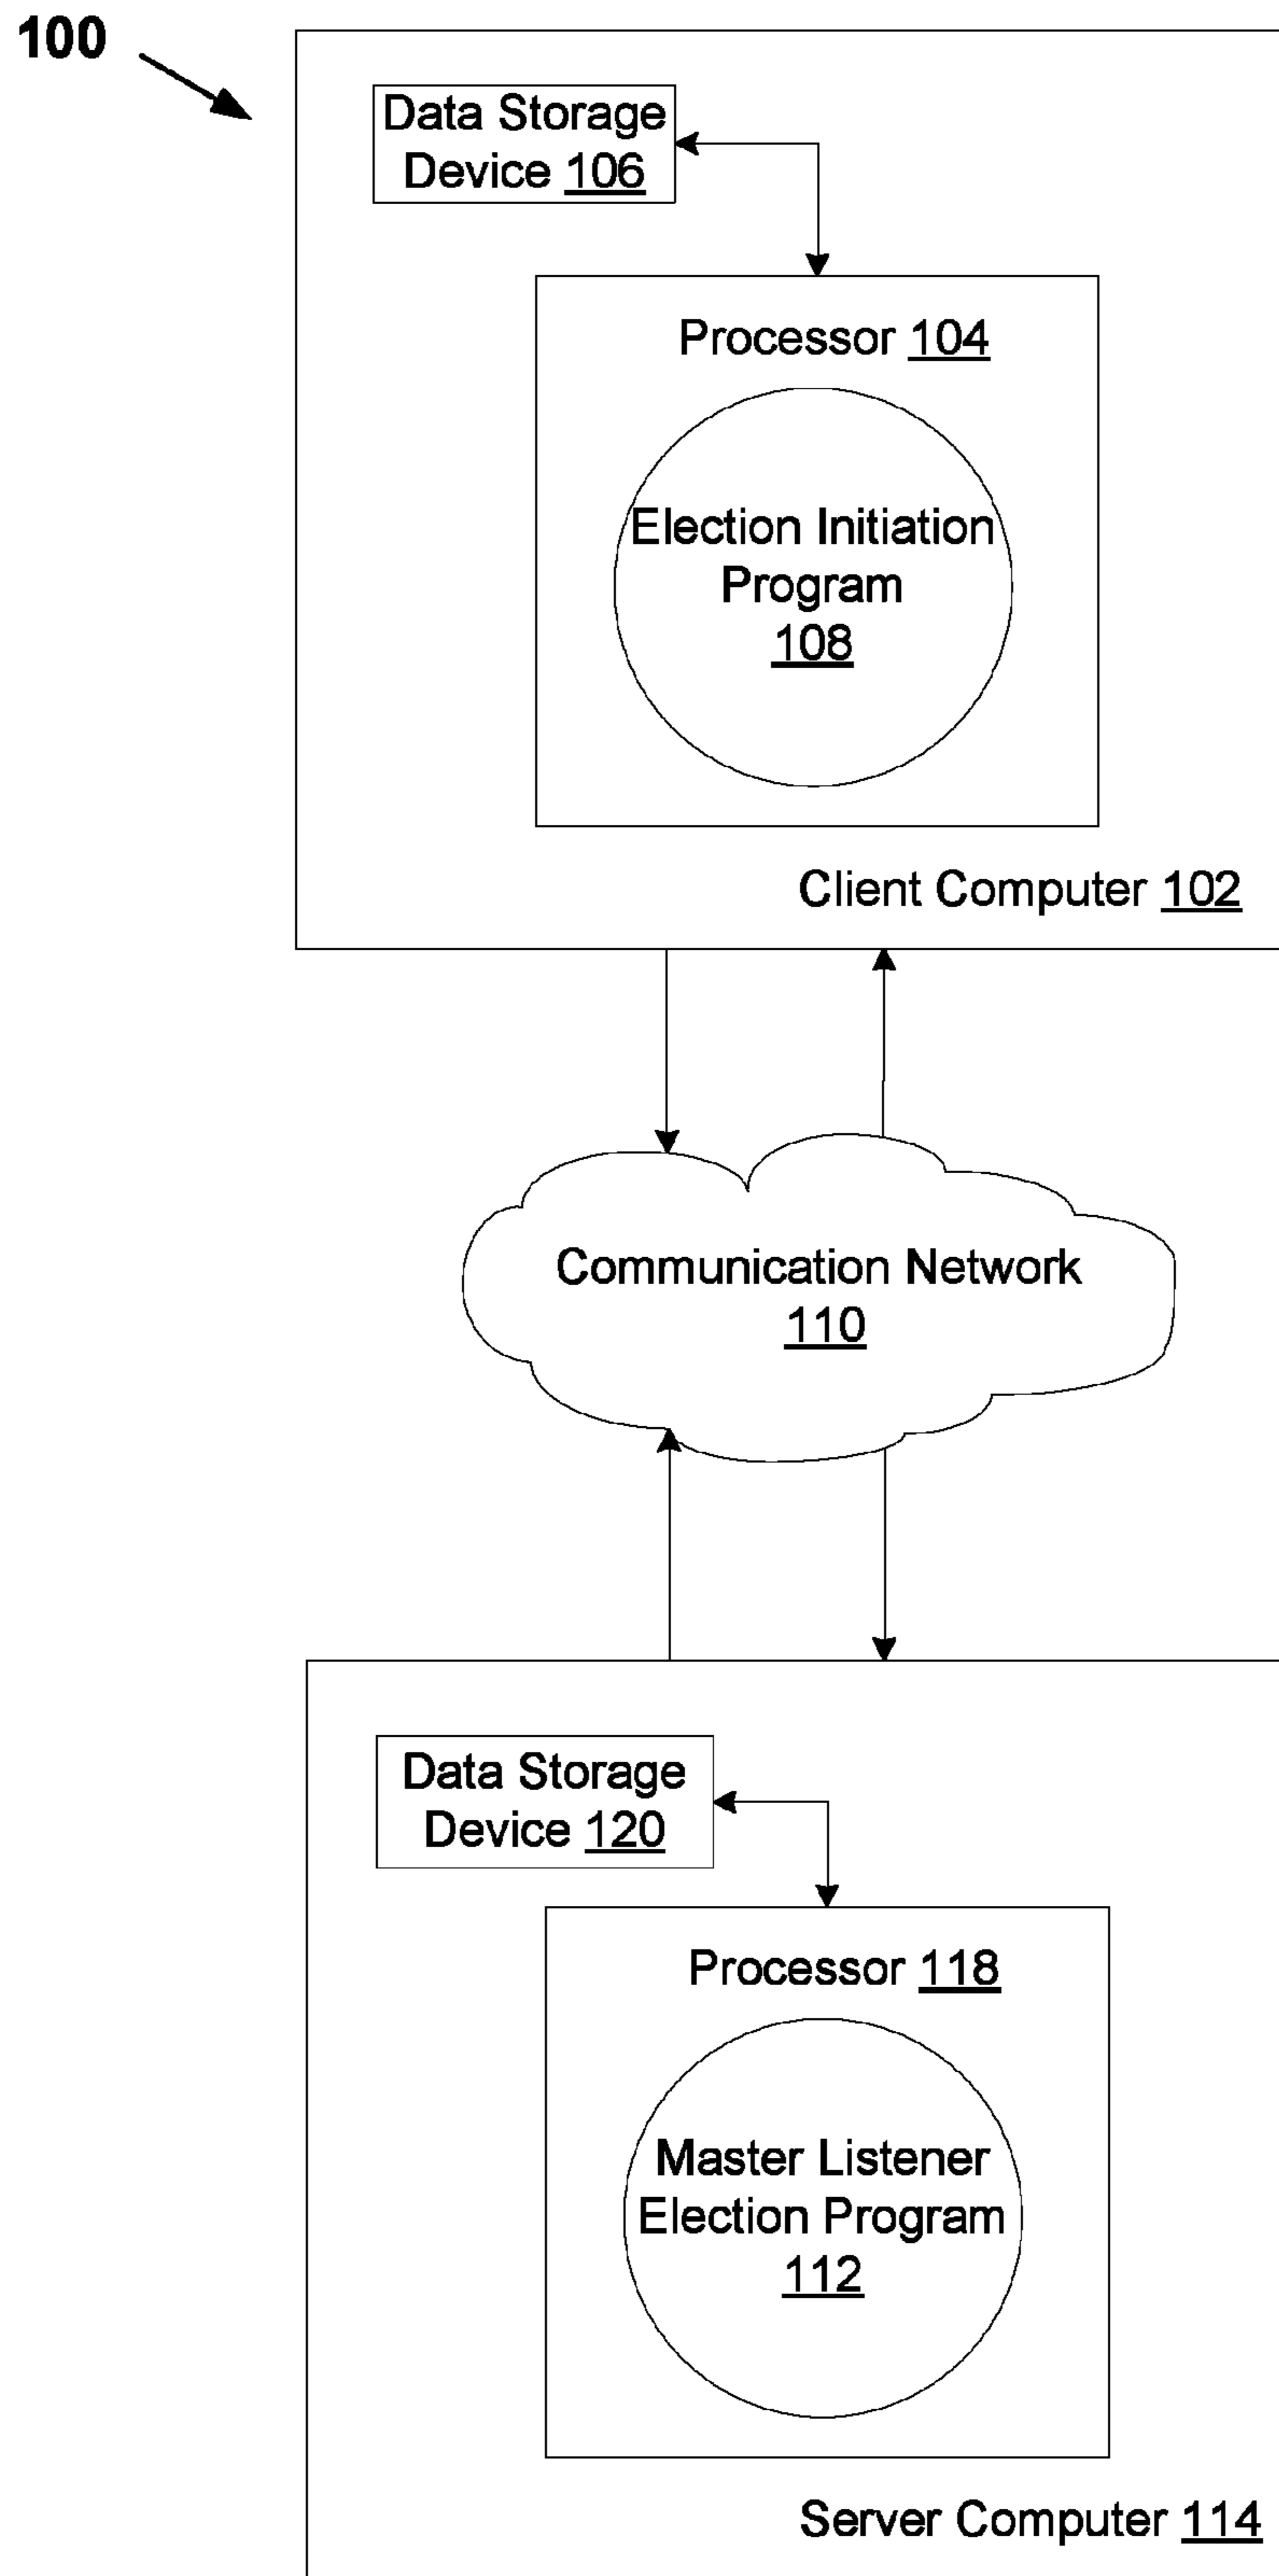 100
Data Storage
Device 106
Processor 104
Election Initiation
Program
108
Client Computer 102
Communication Network
110
Data Storage
Device 120
Processor 118
Master Listener
Election Program
112
Server Computer 114